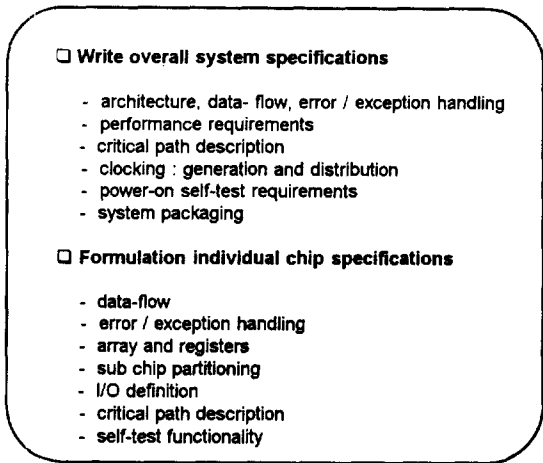 ❑ Write overall system specifications
- architecture, data- flow, error / exception handling
- performance requirements
- critical path description
- clocking : generation and distribution
- power-on self-test requirements
- system packaging
❑ Formulation individual chip specifications
- data-flow
- error / exception handling
- array and registers
- sub chip partitioning
- I/O definition
- critical path description
- self-test functionality